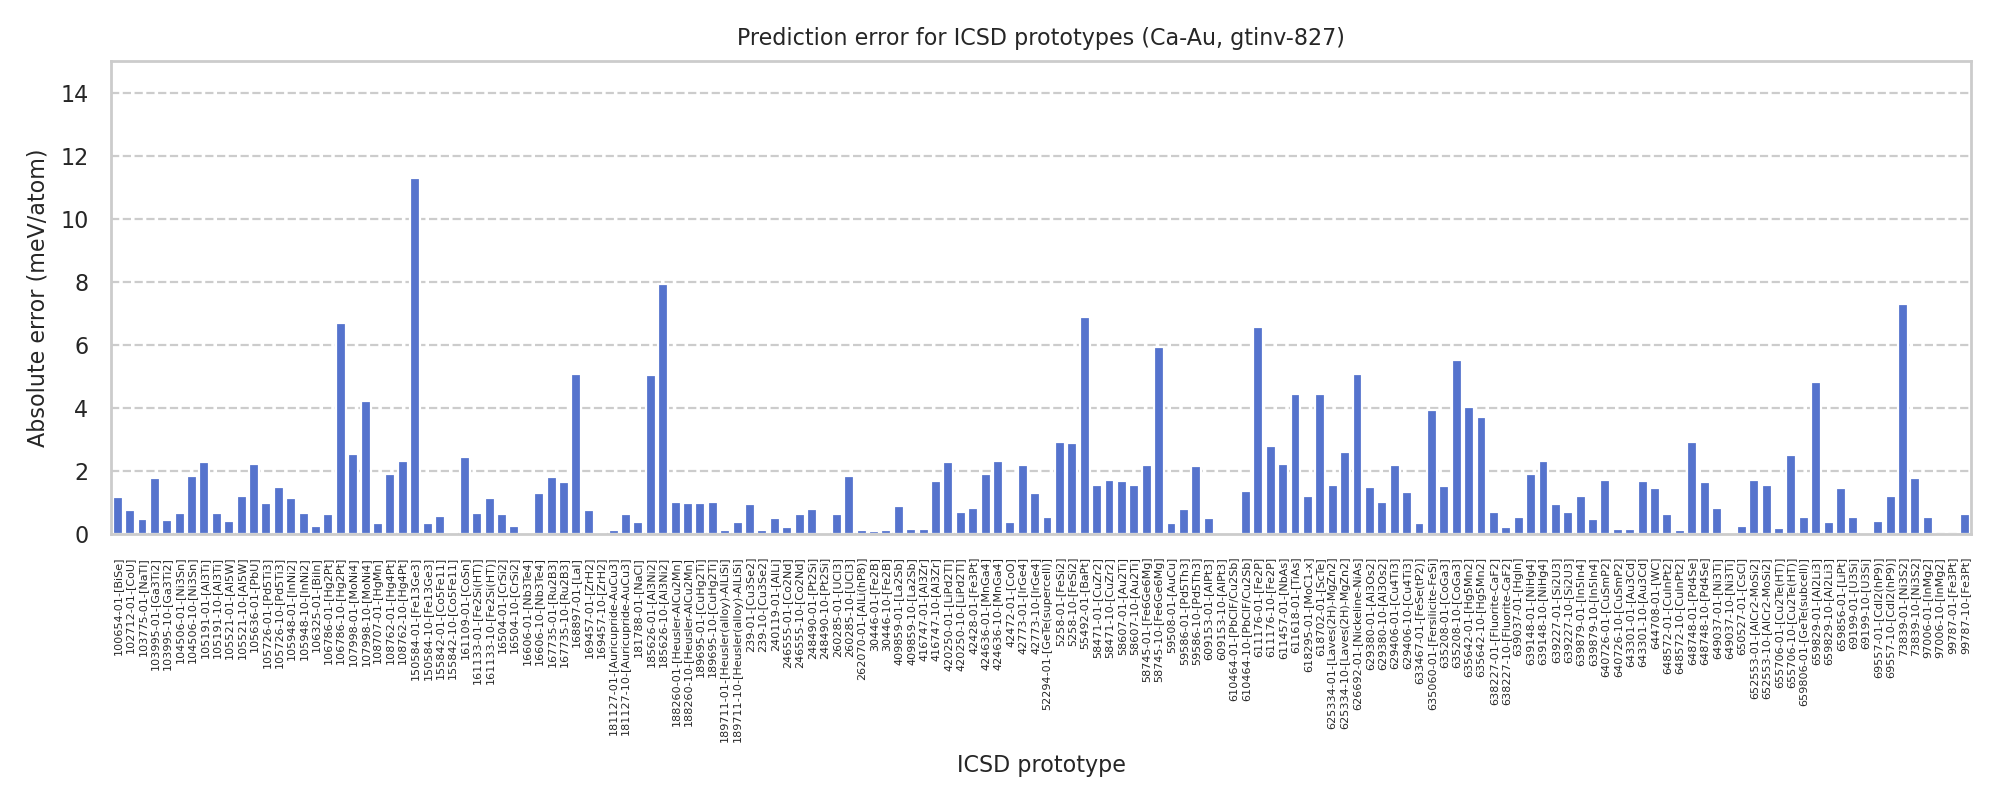 Prediction error for ICSD prototypes (Ca-Au, gtinv-827)
Absolute error (meV/atom)
14
12
10
8
6
4
2
0
100654-01-[BiSe]
102712-01-[CoU]
103775-01-[NaTl]
103995-01-[Ga3Ti2]
103995-10-[Ga3Ti2]
104506-01-[Ni3Sn]
104506-10-[Ni3Sn]
105191-01-[Al3Ti]
105191-10-[Al3Ti]
105521-01-[Al5W]
105521-10-[Al5W]
105636-01-[PbU]
105726-01-[Pd5Ti3]
105726-10-[Pd5Ti3]
105948-01-[InNi2]
105948-10-[InNi2]
106325-01-[BiIn]
106786-01-[Hg2Pt]
106786-10-[Hg2Pt]
107998-01-[MoNi4]
107998-10-[MoNi4]
108707-01-[HgMn]
108762-01-[Hg4Pt]
108762-10-[Hg4Pt]
150584-01-[Fe13Ge3]
150584-10-[Fe13Ge3]
155842-01-[Co5Fe11]
155842-10-[Co5Fe11]
161109-01-[CoSn]
161133-01-[Fe2Si(HT)]
161133-10-[Fe2Si(HT)]
16504-01-[CrSi2]
16504-10-[CrSi2]
16606-01-[Nb3Te4]
16606-10-[Nb3Te4]
167735-01-[Ru2B3]
167735-10-[Ru2B3]
168897-01-[LaI]
169457-01-[ZrH2]
169457-10-[ZrH2]
181127-01-[Auricupride-AuCu3]
181127-10-[Auricupride-AuCu3]
181788-01-[NaCl]
185626-01-[Al3Ni2]
185626-10-[Al3Ni2]
188260-01-[Heusler-AlCu2Mn]
188260-10-[Heusler-AlCu2Mn]
189695-01-[CuHg2Ti]
189695-10-[CuHg2Ti]
189711-01-[Heusler(alloy)-AlLiSi]
189711-10-[Heusler(alloy)-AlLiSi]
239-01-[Cu3Se2]
239-10-[Cu3Se2]
240119-01-[AlLi]
246555-01-[Co2Nd]
246555-10-[Co2Nd]
248490-01-[Pt2Si]
248490-10-[Pt2Si]
260285-01-[UCl3]
260285-10-[UCl3]
262070-01-[AlLi(hP8)]
30446-01-[Fe2B]
30446-10-[Fe2B]
409859-01-[La2Sb]
409859-10-[La2Sb]
416747-01-[Al3Zr]
416747-10-[Al3Zr]
420250-01-[LiPd2Tl]
420250-10-[LiPd2Tl]
42428-01-[Fe3Pt]
424636-01-[MnGa4]
424636-10-[MnGa4]
42472-01-[CoO]
42773-01-[IrGe4]
42773-10-[IrGe4]
52294-01-[GeTe(supercell)]
5258-01-[FeSi2]
5258-10-[FeSi2]
55492-01-[BaPt]
58471-01-[CuZr2]
58471-10-[CuZr2]
58607-01-[Au2Ti]
58607-10-[Au2Ti]
58745-01-[Fe6Ge6Mg]
58745-10-[Fe6Ge6Mg]
59508-01-[AuCu]
59586-01-[Pd5Th3]
59586-10-[Pd5Th3]
609153-01-[AlPt3]
609153-10-[AlPt3]
610464-01-[PbClF/Cu2Sb]
610464-10-[PbClF/Cu2Sb]
611176-01-[Fe2P]
611176-10-[Fe2P]
611457-01-[NbAs]
611618-01-[TiAs]
618295-01-[MoC1-x]
618702-01-[ScTe]
625334-01-[Laves(2H)-MgZn2]
625334-10-[Laves(2H)-MgZn2]
626692-01-[Nickeline-NiAs]
629380-01-[Al3Os2]
629380-10-[Al3Os2]
629406-01-[Cu4Ti3]
629406-10-[Cu4Ti3]
633467-01-[FeSe(tP2)]
635060-01-[Fersilicite-FeSi]
635208-01-[CoGa3]
635208-10-[CoGa3]
635642-01-[Hg5Mn2]
635642-10-[Hg5Mn2]
638227-01-[Fluorite-CaF2]
638227-10-[Fluorite-CaF2]
639037-01-[HgIn]
639148-01-[NiHg4]
639148-10-[NiHg4]
639227-01-[Si2U3]
639227-10-[Si2U3]
639879-01-[In5In4]
639879-10-[In5In4]
640726-01-[CuSmP2]
640726-10-[CuSmP2]
643301-01-[Au3Cd]
643301-10-[Au3Cd]
644708-01-[WC]
648572-01-[CuInPt2]
648572-10-[CuInPt2]
648748-01-[Pd4Se]
648748-10-[Pd4Se]
649037-01-[Ni3Ti]
649037-10-[Ni3Ti]
650527-01-[CsCl]
652553-01-[AlCr2-MoSi2]
652553-10-[AlCr2-MoSi2]
655706-01-[Cu2Te(HT)]
655706-10-[Cu2Te(HT)]
659806-01-[GeTe(subcell)]
659829-01-[Al2Li3]
659829-10-[Al2Li3]
659856-01-[LiPt]
69199-01-[U3Si]
69199-10-[U3Si]
69557-01-[CdI2(hP9)]
69557-10-[CdI2(hP9)]
73839-01-[Ni3S2]
73839-10-[Ni3S2]
97006-01-[InMg2]
97006-10-[InMg2]
99787-01-[Fe3Pt]
99787-10-[Fe3Pt]
ICSD prototype